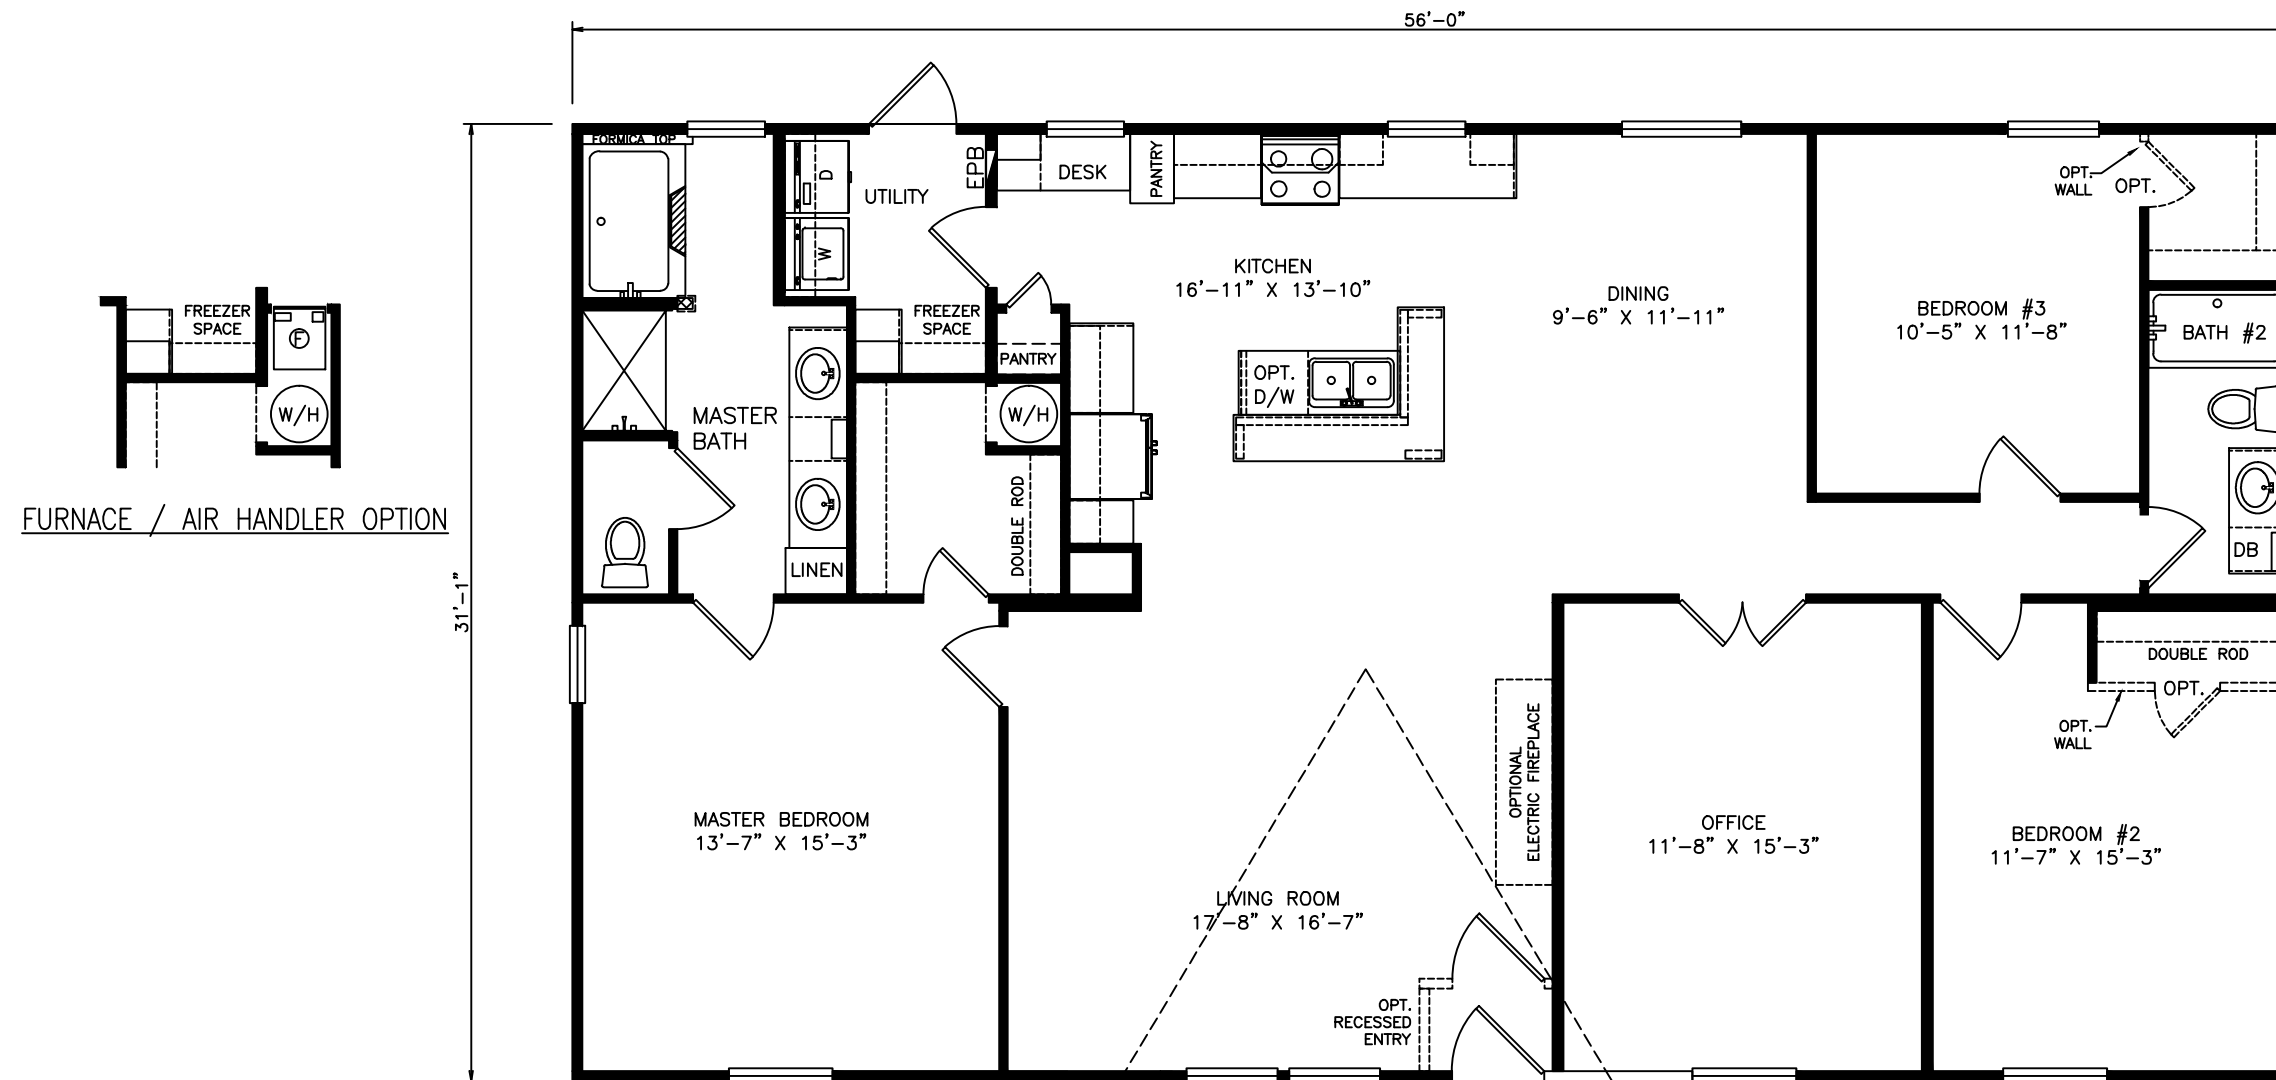 56'-0"
FORMICA TOP
D
W
UTILITY
EPB
DESK
PANTRY
OPT.
WALL
OPT.
KITCHEN
16'-11" X 13'-10"
DINING
9'-6" X 11'-11"
BEDROOM #3
10'-5" X 11'-8"
BATH #2
FREEZER
SPACE
F
W/H
FURNACE / AIR HANDLER OPTION
FREEZER
SPACE
PANTRY
W/H
OPT.
D/W
MASTER
BATH
DOUBLE ROD
LINEN
DB
31'-1"
DOUBLE ROD
OPT.
OPT.
WALL
OPTIONAL
ELECTRIC FIREPLACE
MASTER BEDROOM
13'-7" X 15'-3"
OFFICE
11'-8" X 15'-3"
BEDROOM #2
11'-7" X 15'-3"
LIVING ROOM
17'-8" X 16'-7"
OPT.
RECESSED
ENTRY